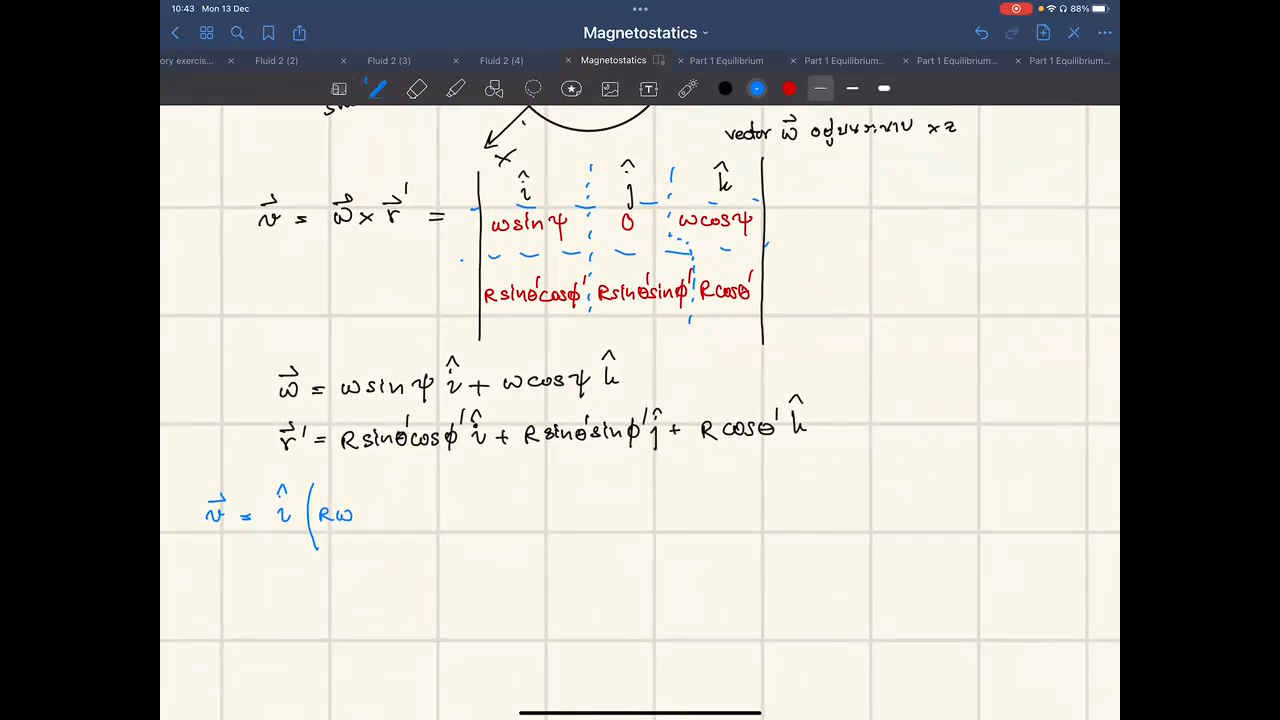 10:43 Mon 13 Dec
88%
Magnetostatics
ory exercis...
Fluid 2 (2)
Fluid 2 (3)
Fluid 2 (4)
Magnetostatics
Part 1 Equilibrium
Part 1 Equilibrium...
Part 1 Equilibrium...
Part 1 Equilibrium...
vector ω⃗ อยู่บนระนาบ xz
x
v⃗ = ω⃗ × r⃗' =
î ĵ k̂
ωsinψ 0 ωcosψ
Rsinθ'cosϕ' Rsinθ'sinϕ' Rcosθ'
ω⃗ = ωsinψ î + ωcosψ k̂
r⃗' = Rsinθ'cosϕ' î + Rsinθ'sinϕ' ĵ + Rcosθ' k̂
v⃗ = î (Rω